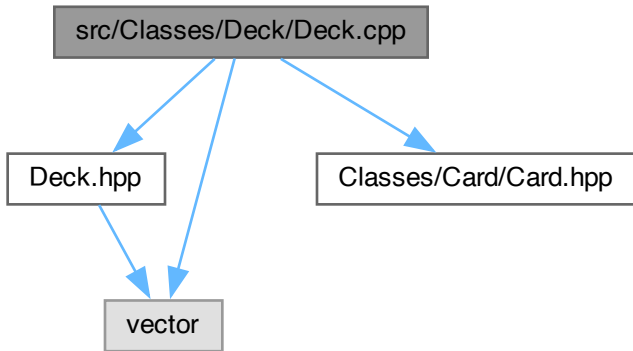 src/Classes/Deck/Deck.cpp
Deck.hpp
Classes/Card/Card.hpp
vector